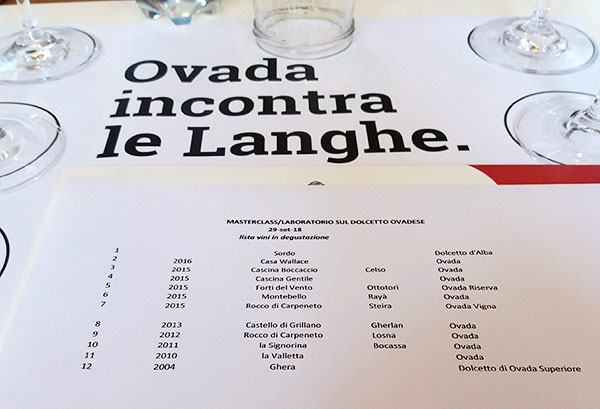 Ovada
incontra
le Langhe.
MASTERCLASS/LABORATORIO SUL DOLCETTO OVADESE
29-set-18
lista vini in degustazione
1 Sordo Dolcetto d'Alba
2 2016 Casa Wallace Ovada
3 2015 Cascina Boccaccio Celso Ovada
4 2015 Cascina Gentile Ovada
5 2015 Forti del Vento Ottotori Ovada Riserva
6 2015 Montebello Rayà Ovada
7 2015 Rocco di Carpeneto Steira Ovada Vigna
8 2013 Castello di Grillano Gherlan Ovada
9 2012 Rocco di Carpeneto Losna Ovada
10 2011 la Signorina Bocassa Ovada
11 2010 la Valletta Ovada
12 2004 Ghera Dolcetto di Ovada Superiore